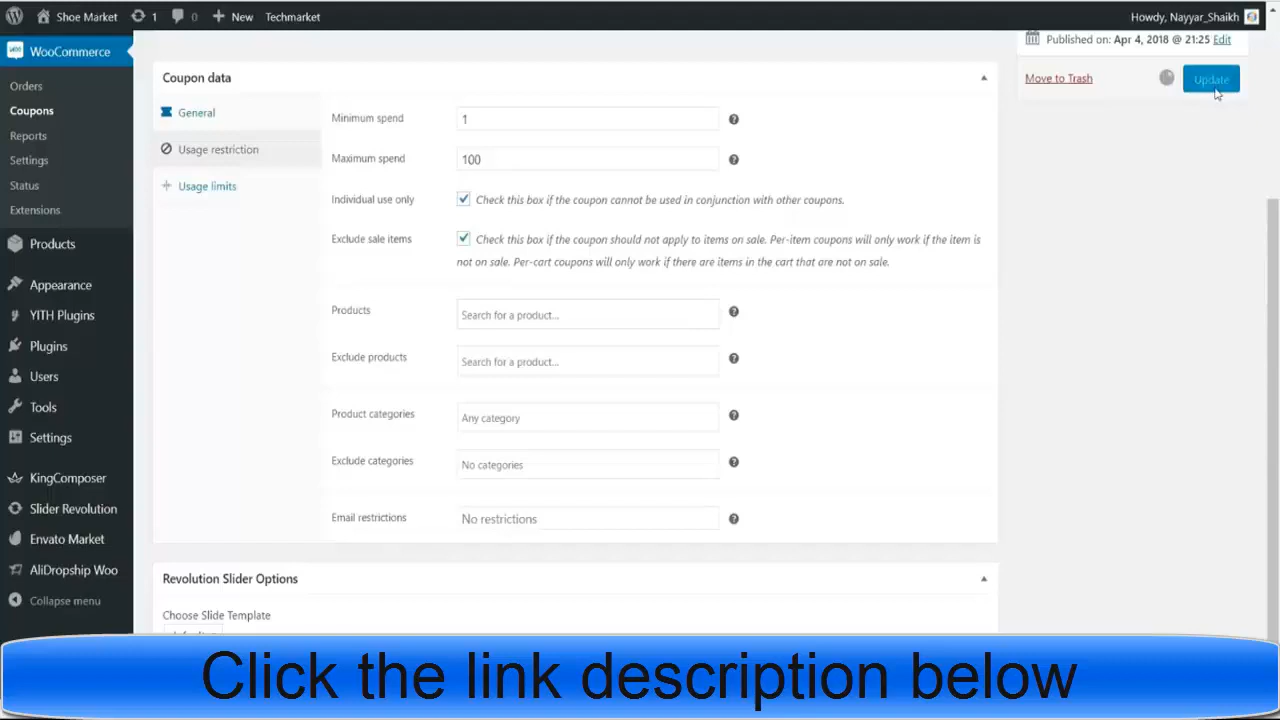 Shoe Market 1 0 New Techmarket Howdy, Nayyar_Shaikh
WooCommerce
Orders
Coupons
Reports
Settings
Status
Extensions
Products
Appearance
YITH Plugins
Plugins
Users
Tools
Settings
KingComposer
Slider Revolution
Envato Market
AliDropship Woo
Collapse menu
Coupon data
General
Usage restriction
Usage limits
Minimum spend 1
Maximum spend 100
Individual use only Check this box if the coupon cannot be used in conjunction with other coupons.
Exclude sale items Check this box if the coupon should not apply to items on sale. Per-item coupons will only work if the item is
not on sale. Per-cart coupons will only work if there are items in the cart that are not on sale.
Products Search for a product...
Exclude products Search for a product...
Product categories Any category
Exclude categories No categories
Email restrictions No restrictions
Revolution Slider Options
Choose Slide Template
Published on: Apr 4, 2018 @ 21:25 Edit
Move to Trash Update
Click the link description below